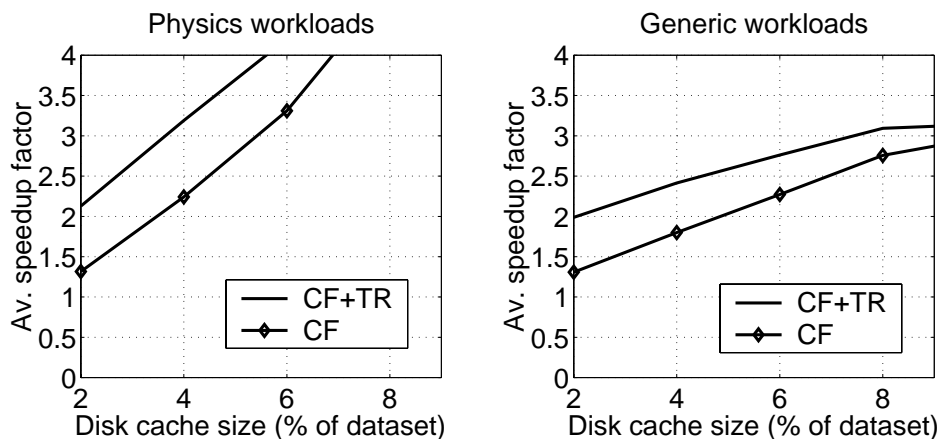 Physics workloads
Av. speedup factor
4
3.5
3
2.5
2
1.5
1
0.5
0
2 4 6 8
Disk cache size (% of dataset)
CF+TR
CF
Generic workloads
Av. speedup factor
4
3.5
3
2.5
2
1.5
1
0.5
0
2 4 6 8
Disk cache size (% of dataset)
CF+TR
CF